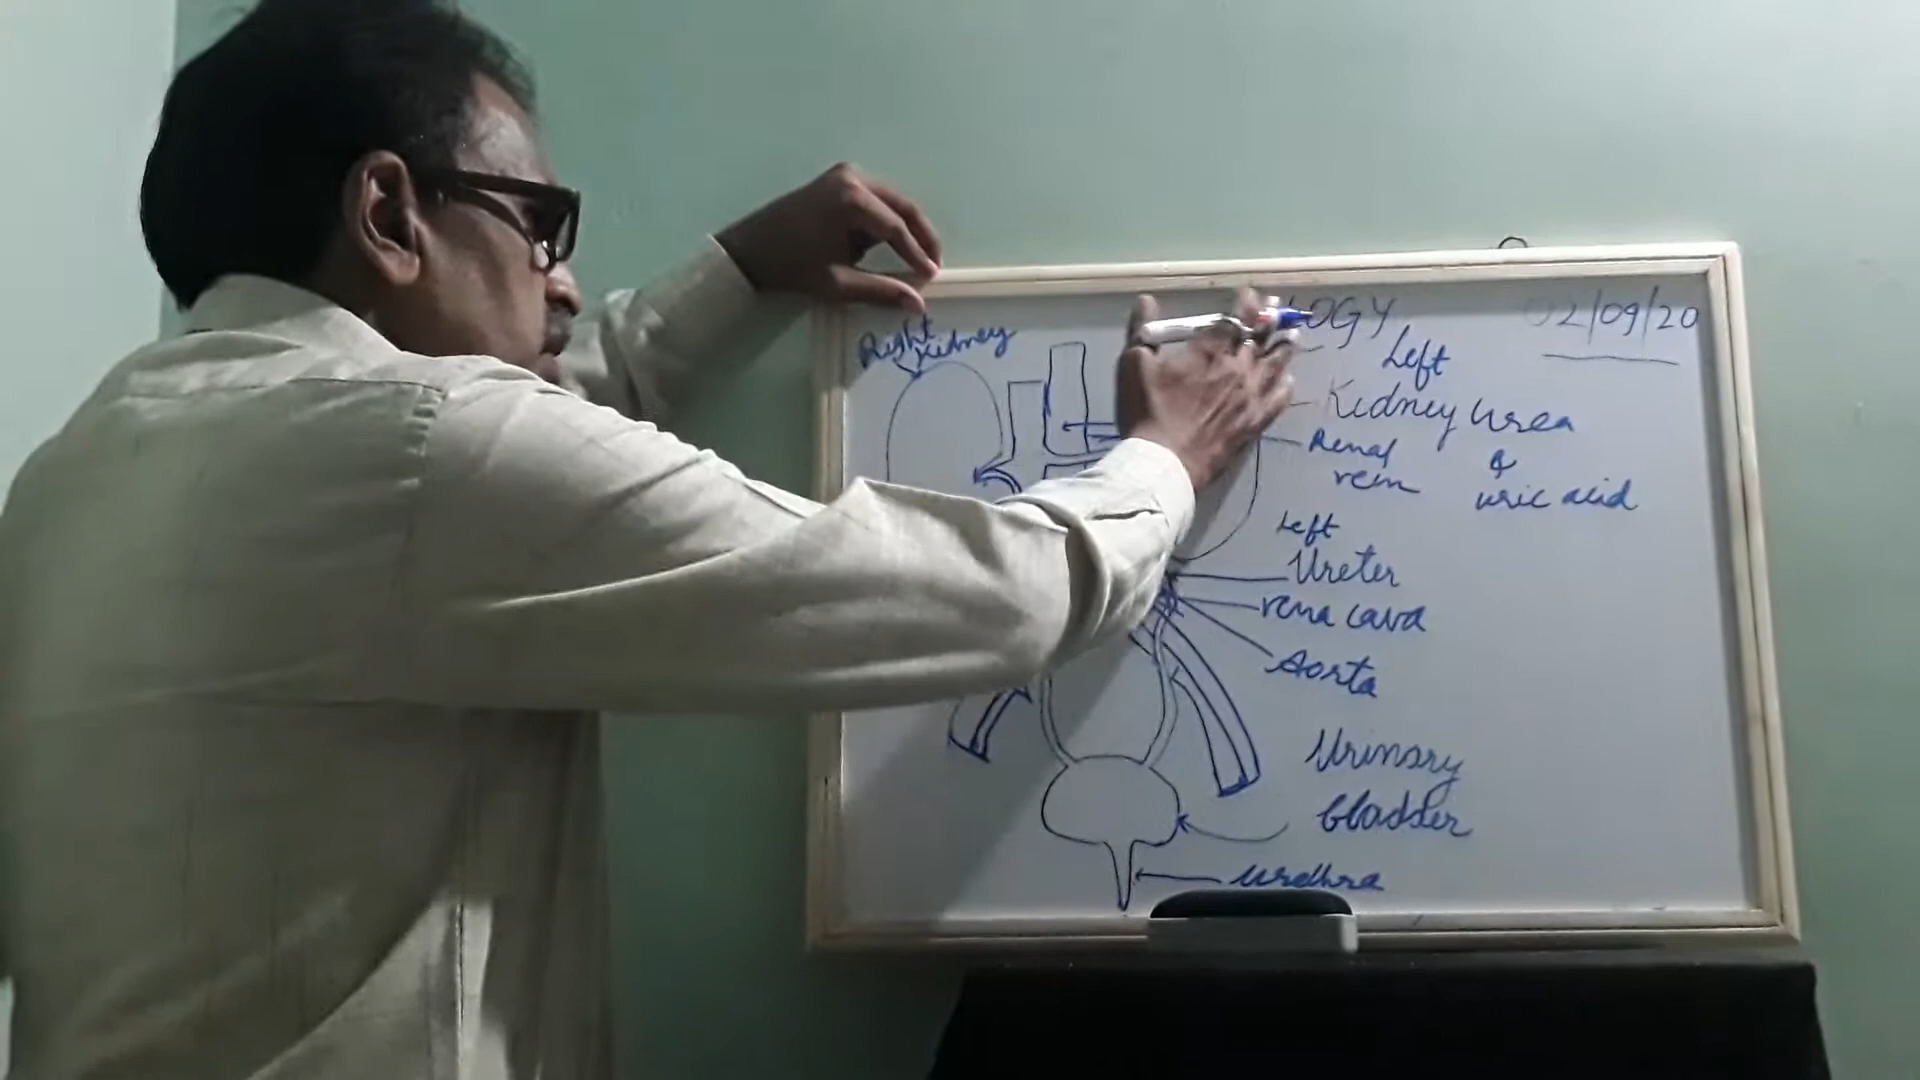 LOGY
02/09/20
Right
Kidney
Left
Kidney
Urea
&
uric acid
Renal
vein
Left
Ureter
vena cava
Aorta
Urinary
bladder
Urethra